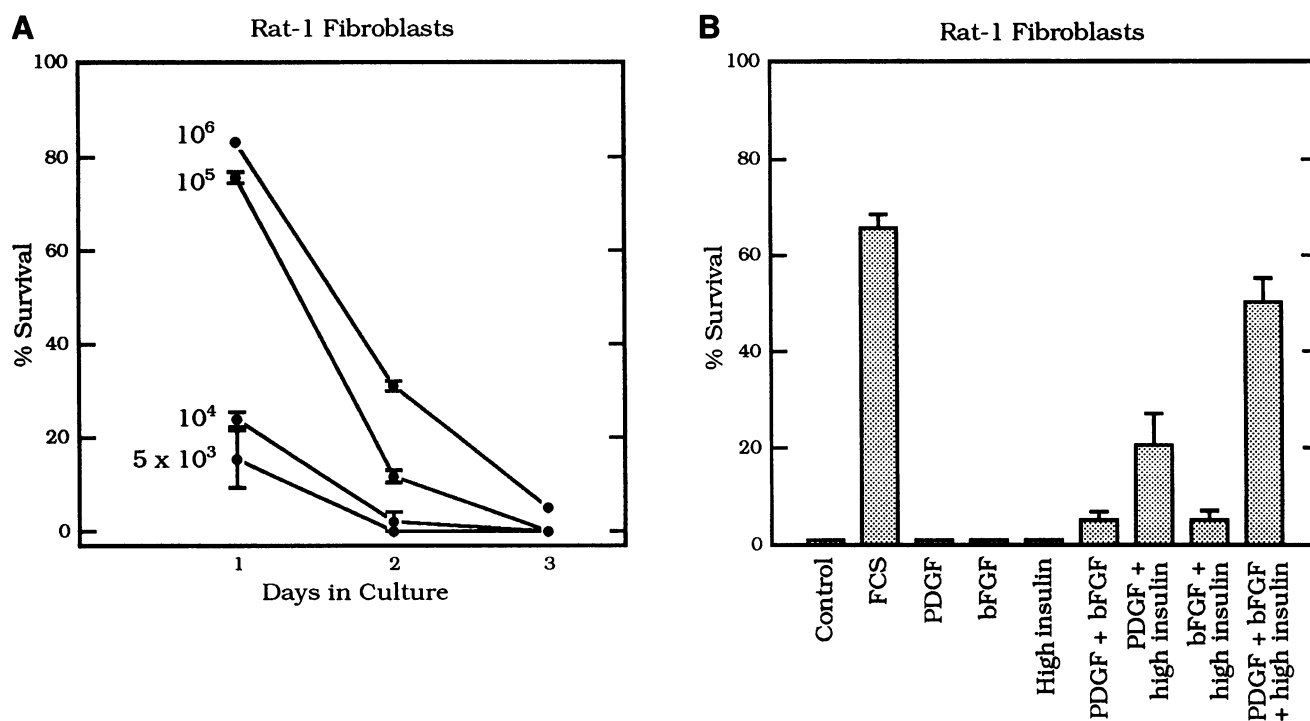 A
Rat-1 Fibroblasts
% Survival
100
80
60
40
20
0
10⁶
10⁵
10⁴
5 x 10³
1
2
3
Days in Culture
B
Rat-1 Fibroblasts
% Survival
100
80
60
40
20
0
Control
FCS
PDGF
bFGF
High insulin
PDGF + bFGF
PDGF +
high insulin
bFGF +
high insulin
PDGF + bFGF
+ high insulin